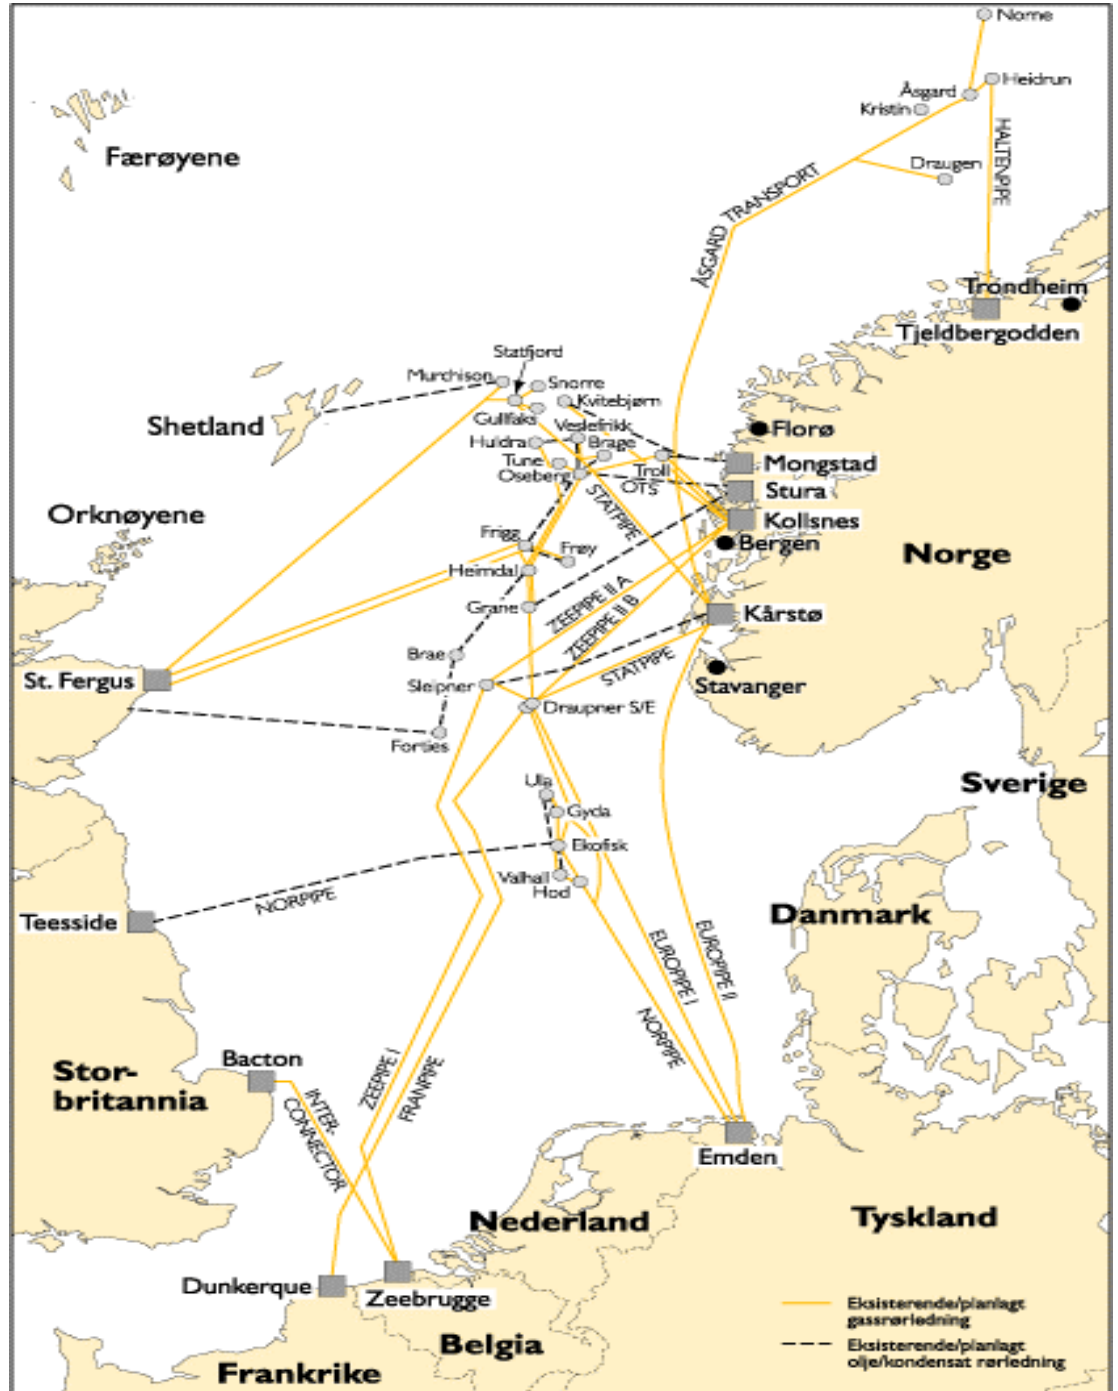 Norne
Heidrun
Åsgard
Kristin
Færøyene
HALTENPIPE
Draugen
ÅSGARD TRANSPORT
Trondheim
Tjeldbergodden
Statfjord
Murchison
Snorre
Kvitebjørn
Shetland
Gullfaks
Veslefrikk
Florø
Huldra
Brage
Tune
Troll
Mongstad
Oseberg
OTS
Stura
STATPIPE
Orknøyene
Kollsnes
Frigg
Frøy
Bergen
Norge
Heimdal
Grane
ZEEPIPE II A
ZEEPIPE II B
Kårstø
Brae
St. Fergus
Sleipner
STATPIPE
Stavanger
Draupner S/E
Forties
Ula
Sverige
Gyda
Ekofisk
Valhall
Hod
NORPIPE
Teesside
Danmark
EUROPIPE I
EUROPIPE II
NORPIPE
Bacton
Stor-
britannia
INTER-
CONNECTOR
ZEEPIPE I
FRANPIPE
Emden
Nederland
Tyskland
Dunkerque
Zeebrugge
Belgia
Frankrike
Eksisterende/planlagt
gassrørledning
Eksisterende/planlagt
olje/kondensat rørledning